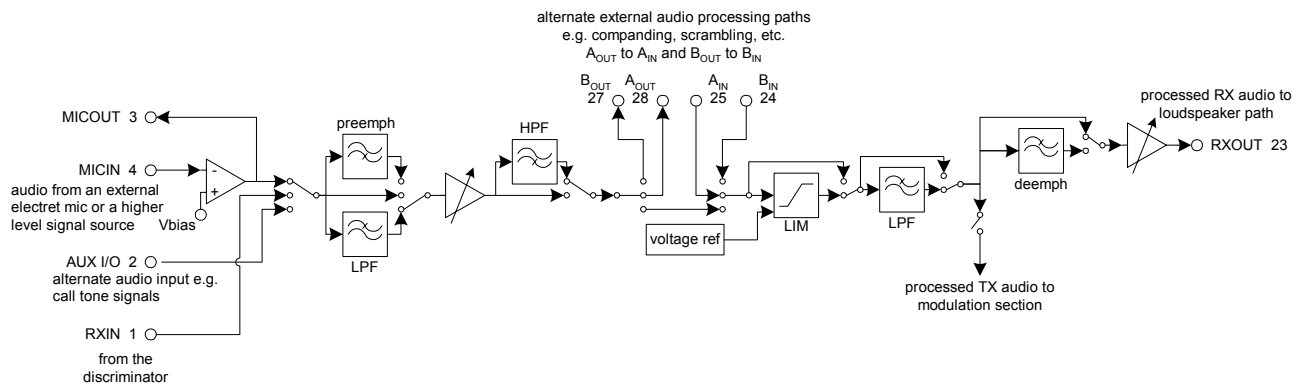 alternate external audio processing paths
e.g. companding, scrambling, etc.
AOUT to AIN and BOUT to BIN
BOUT AOUT AIN BIN
27 28 25 24
MICOUT 3
preemph
HPF
processed RX audio to
loudspeaker path
MICIN 4
-
+
RXOUT 23
audio from an external
electret mic or a higher
level signal source
Vbias
deemph
LIM
LPF
voltage ref
LPF
AUX I/O 2
alternate audio input e.g.
call tone signals
processed TX audio to
modulation section
RXIN 1
from the
discriminator